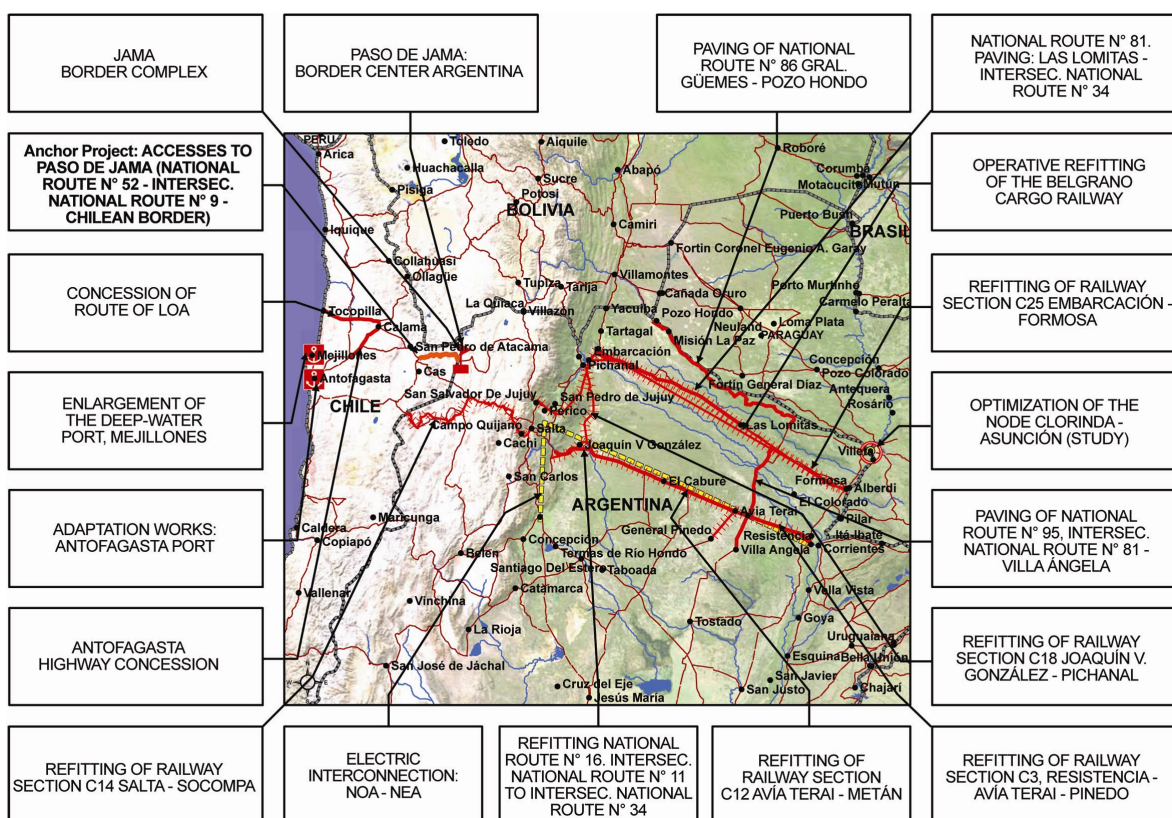 JAMA
BORDER COMPLEX
PASO DE JAMA:
BORDER CENTER ARGENTINA
PAVING OF NATIONAL
ROUTE N° 86 GRAL.
GÜEMES - POZO HONDO
NATIONAL ROUTE N° 81.
PAVING: LAS LOMITAS -
INTERSEC. NATIONAL
ROUTE N° 34
Anchor Project: ACCESSES TO
PASO DE JAMA (NATIONAL
ROUTE N° 52 - INTERSEC.
NATIONAL ROUTE N° 9 -
CHILEAN BORDER)
CONCESSION OF
ROUTE OF LOA
ENLARGEMENT OF
THE DEEP-WATER
PORT, MEJILLONES
ADAPTATION WORKS:
ANTOFAGASTA PORT
ANTOFAGASTA
HIGHWAY CONCESSION
PERU
Arica
Toledo
Huachacalla
Pisiga
Aiquile
Sucre
Potosi
BOLIVIA
Abapó
Camiri
Roboré
Corumba
Motacucito
Mutún
Puerto Bush
BRASIL
Iquique
Collahuasi
Ollagüe
Fortin Coronel Eugenio A. Garay
Villamontes
Tupiza
Tarija
Cañada Oruro
Porto Murtinho
Carmelo Peralta
Tocopilla
La Quiaca
Villazón
Yacuiba
Pozo Hondo
Neuland
Loma Plata
PARAGUAY
Calama
Tartagal
Misión La Paz
San Pedro de Atacama
Embarcación
Pichanal
Concepción
Pozo Colorado
Mejillones
Cas
Fortín General Díaz
Antequera
Rosário
Antofagasta
CHILE
San Salvador De Jujuy
San Pedro de Jujuy
Perico
Campo Quijano
Salta
Las Lomitas
Cachi
Joaquín V González
Villeta
San Carlos
El Caburé
Formosa
Alberdi
El Colorado
ARGENTINA
Avia Terai
Pilar
Maricunga
Caldera
Copiapó
General Pinedo
Resistencia
Itá Ibate
Corrientes
Concepción
Belén
Termas de Río Hondo
Villa Angela
Santiago Del Estero
Taboada
Vallenar
Catamarca
Vinchina
Vella Vista
Tostado
Goya
La Rioja
Uruguaiana
Esquina
Bella Unión
San José de Jáchal
Cruz del Eje
Jesús María
San Javier
San Justo
Chajarí
OPERATIVE REFITTING
OF THE BELGRANO
CARGO RAILWAY
REFITTING OF RAILWAY
SECTION C25 EMBARCACIÓN -
FORMOSA
OPTIMIZATION OF THE
NODE CLORINDA -
ASUNCIÓN (STUDY)
PAVING OF NATIONAL
ROUTE N° 95, INTERSEC.
NATIONAL ROUTE N° 81 -
VILLA ÁNGELA
REFITTING OF RAILWAY
SECTION C18 JOAQUÍN V.
GONZÁLEZ - PICHANAL
REFITTING OF RAILWAY
SECTION C14 SALTA - SOCOMPA
ELECTRIC
INTERCONNECTION:
NOA - NEA
REFITTING NATIONAL
ROUTE N° 16. INTERSEC.
NATIONAL ROUTE N° 11
TO INTERSEC. NATIONAL
ROUTE N° 34
REFITTING OF
RAILWAY SECTION
C12 AVÍA TERAI - METÁN
REFITTING OF RAILWAY
SECTION C3, RESISTENCIA -
AVÍA TERAI - PINEDO